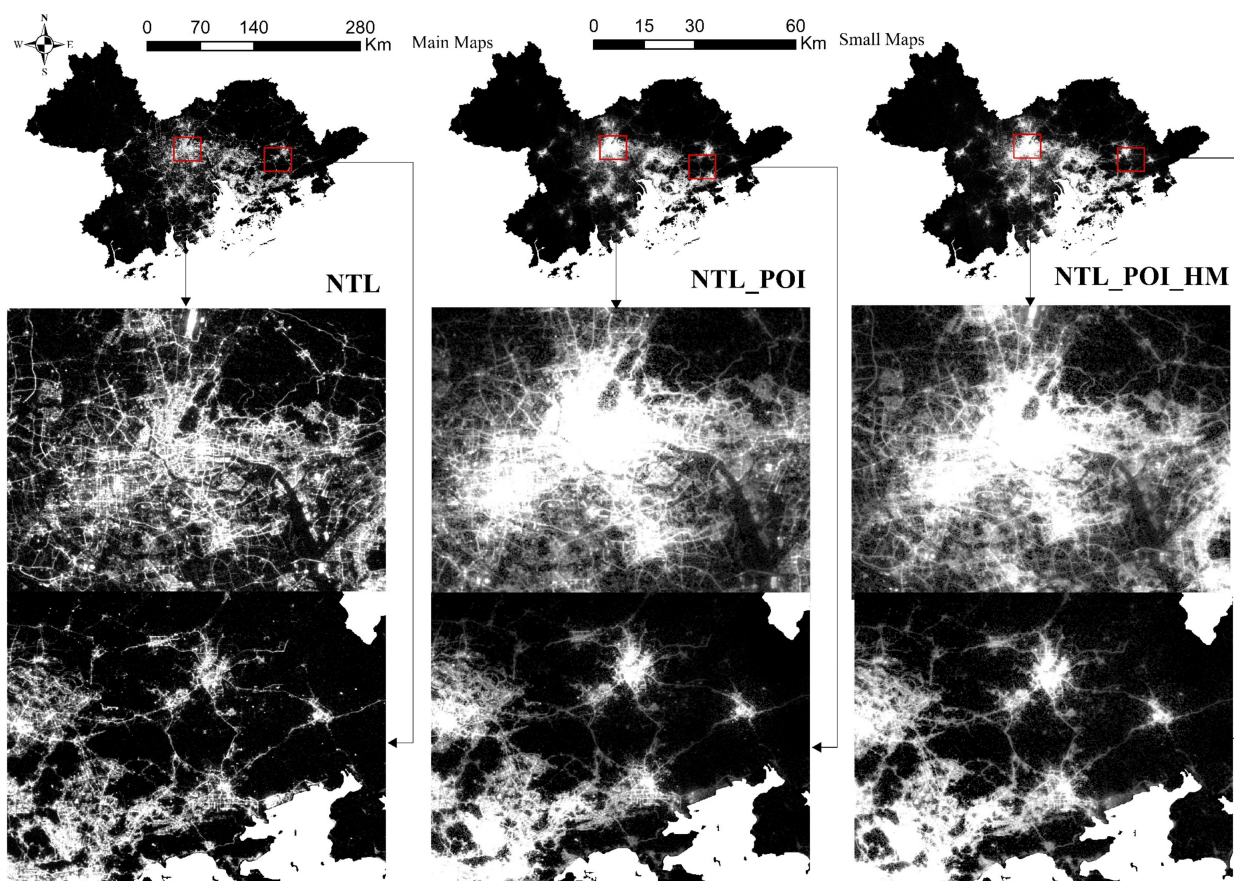 N
W E
S
0 70 140 280
Km
Main Maps
0 15 30 60
Km
Small Maps
NTL
NTL_POI
NTL_POI_HM